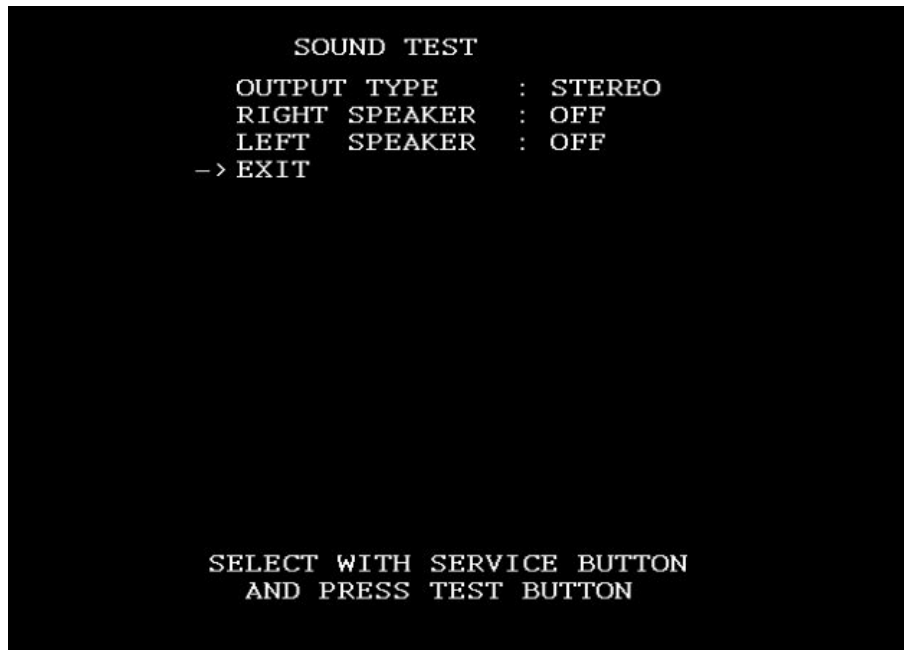 SOUND TEST
OUTPUT TYPE : STEREO
RIGHT SPEAKER : OFF
LEFT SPEAKER : OFF
–> EXIT
SELECT WITH SERVICE BUTTON
AND PRESS TEST BUTTON